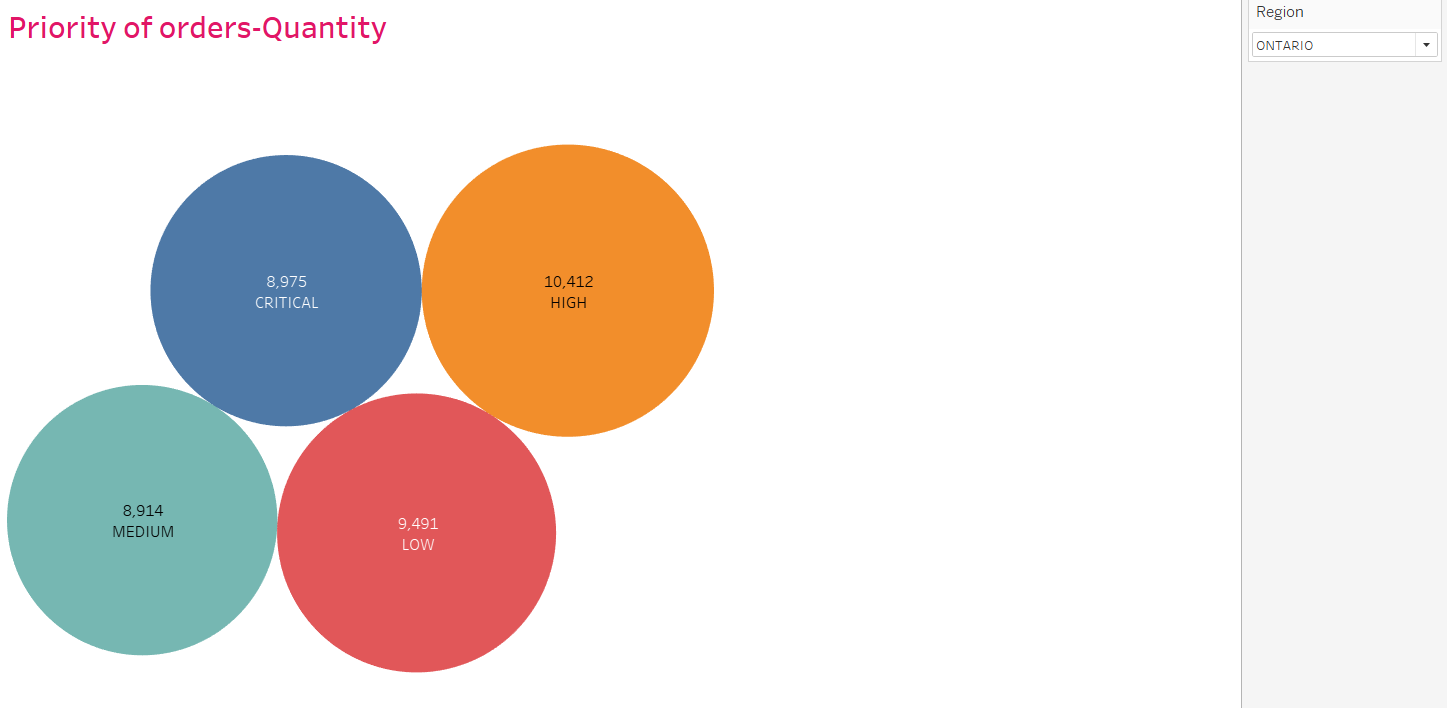 Priority of orders-Quantity
Region
ONTARIO
8,975
CRITICAL
10,412
HIGH
8,914
MEDIUM
9,491
LOW